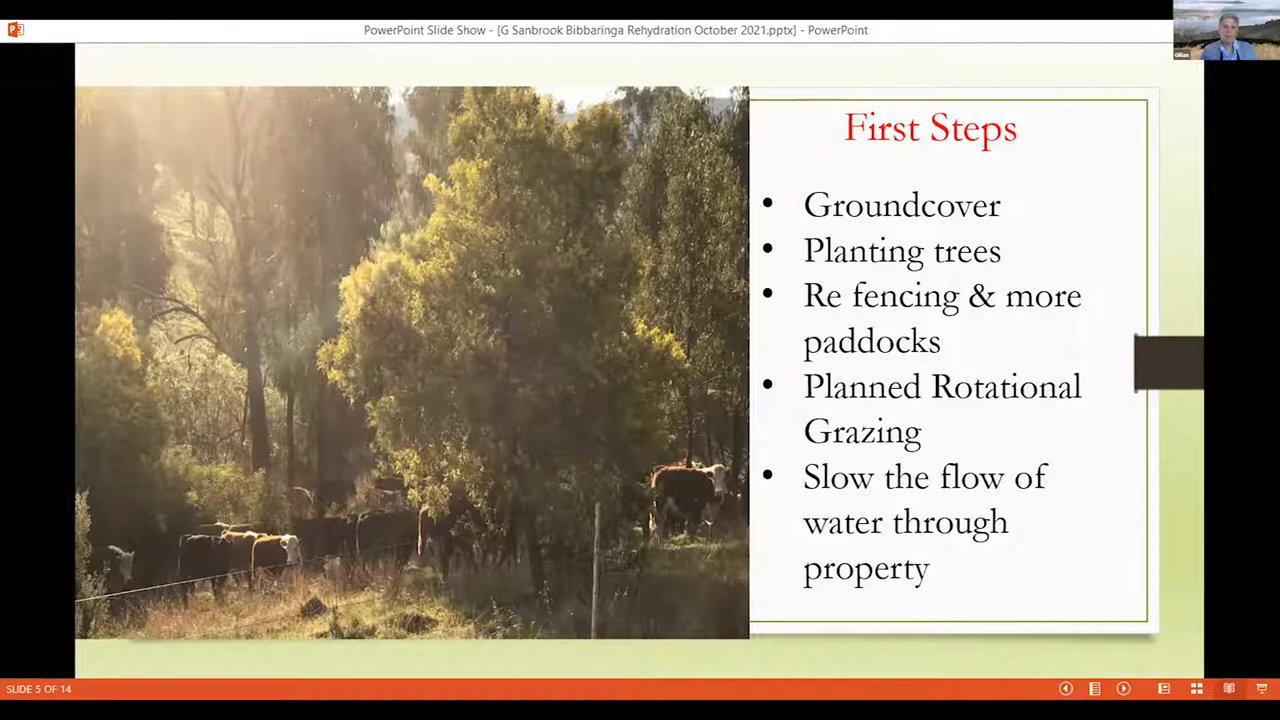 PowerPoint Slide Show - [G Sanbrook Bibbaringa Rehydration October 2021.pptx] - PowerPoint
Gillian
First Steps
• Groundcover
• Planting trees
• Re fencing & more
paddocks
• Planned Rotational
Grazing
• Slow the flow of
water through
property
SLIDE 5 OF 14